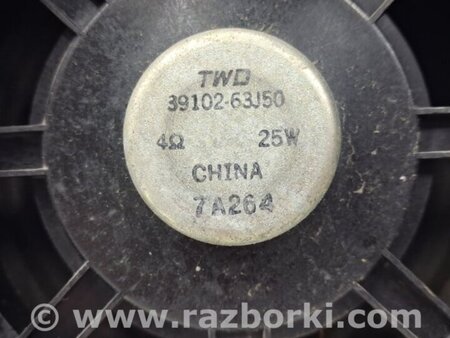 TWD
39102-63J50
4Ω 25W
CHINA
7A264
© www.razborki.com